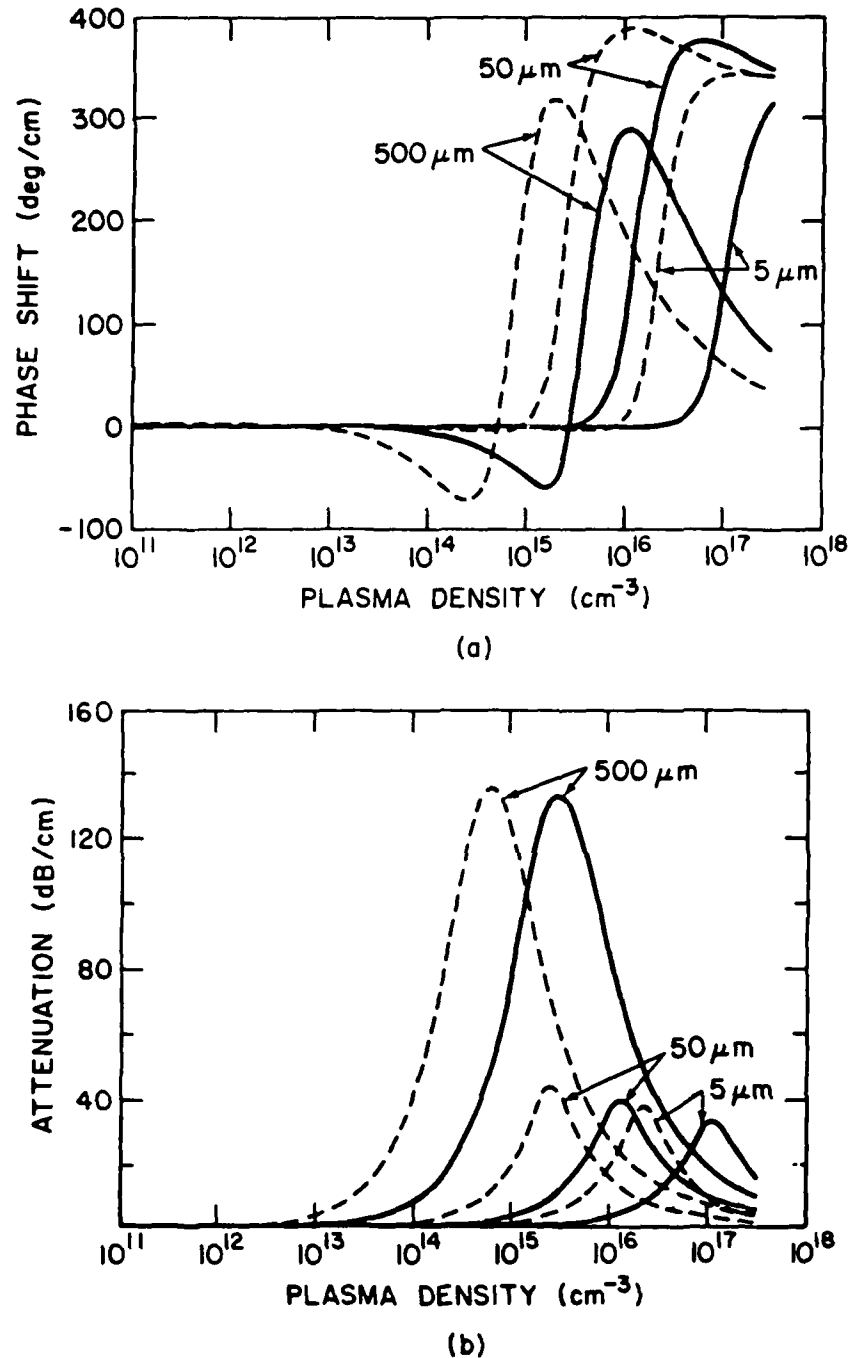 400
300
200
100
0
-100
PHASE SHIFT (deg/cm)
50 μm
500 μm
5 μm
10^11 10^12 10^13 10^14 10^15 10^16 10^17 10^18
PLASMA DENSITY (cm^-3)
(a)
160
120
80
40
ATTENUATION (dB/cm)
500 μm
50 μm
5 μm
10^11 10^12 10^13 10^14 10^15 10^16 10^17 10^18
PLASMA DENSITY (cm^-3)
(b)